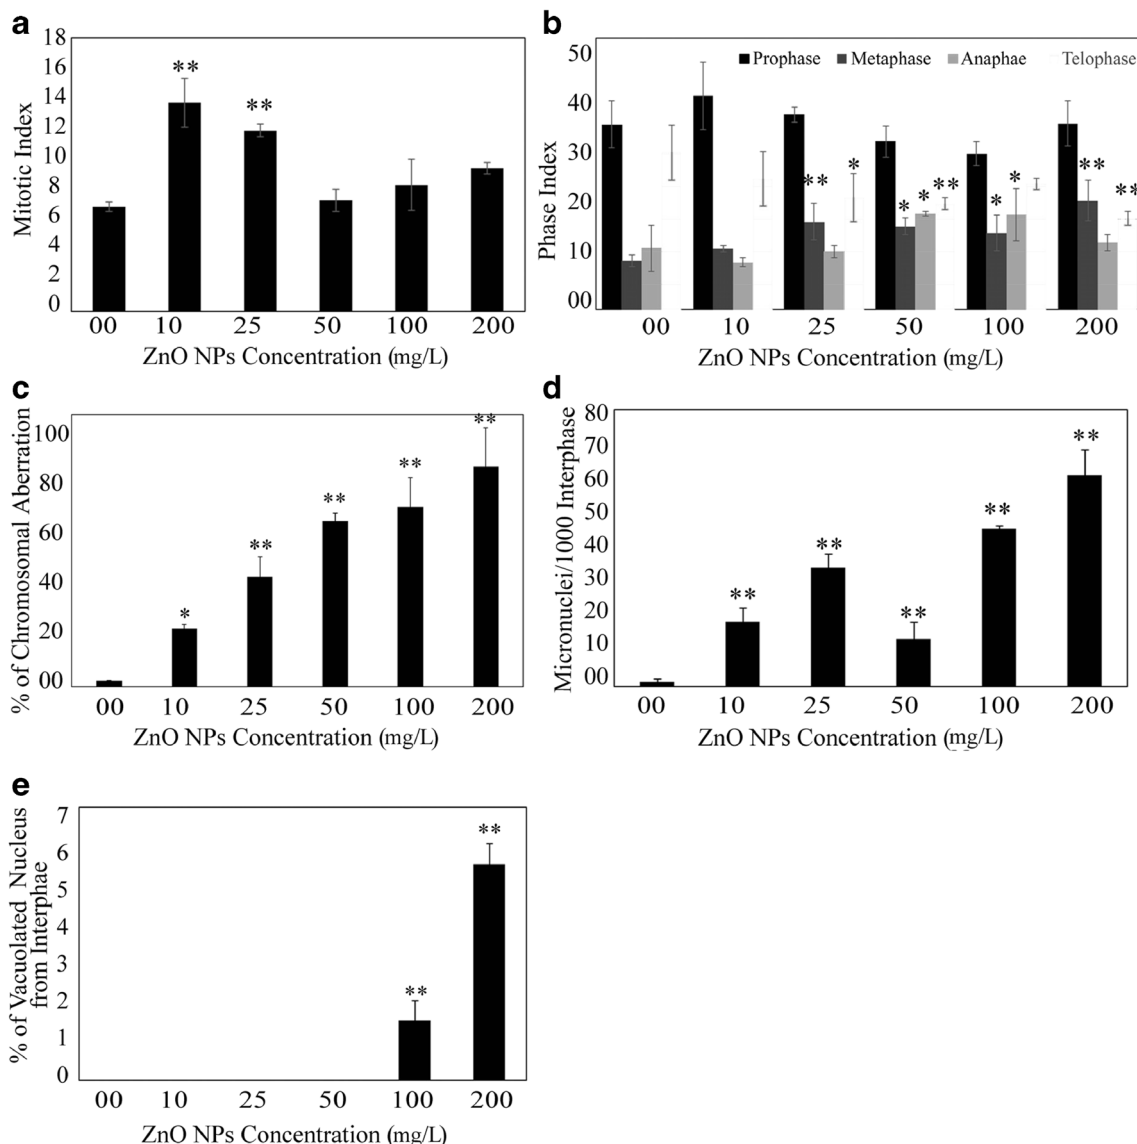 a
Mitotic Index
18
16
14
12
10
8
6
4
2
0
** **
00 10 25 50 100 200
ZnO NPs Concentration (mg/L)
b
Phase Index
50
40
30
20
10
00
Prophase Metaphase Anaphae Telophase
** * * * ** * * ** **
00 10 25 50 100 200
ZnO NPs Concentration (mg/L)
c
% of Chromosomal Aberration
100
80
60
40
20
00
* ** ** ** **
00 10 25 50 100 200
ZnO NPs Concentration (mg/L)
d
Micronuclei/1000 Interphase
80
70
60
50
40
30
20
10
00
** ** ** ** **
00 10 25 50 100 200
ZnO NPs Concentration (mg/L)
e
% of Vacuolated Nucleus
from Interphae
7
6
5
4
3
2
1
0
** **
00 10 25 50 100 200
ZnO NPs Concentration (mg/L)